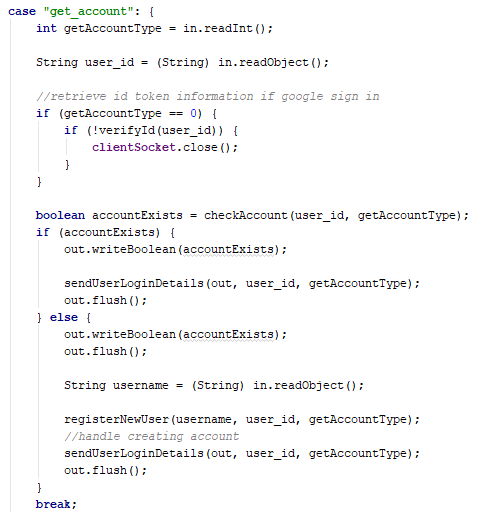 case "get_account": {
int getAccountType = in.readInt();
String user_id = (String) in.readObject();
//retrieve id token information if google sign in
if (getAccountType == 0) {
if (!verifyId(user_id)) {
clientSocket.close();
}
}
boolean accountExists = checkAccount(user_id, getAccountType);
if (accountExists) {
out.writeBoolean(accountExists);
sendUserLoginDetails(out, user_id, getAccountType);
out.flush();
} else {
out.writeBoolean(accountExists);
out.flush();
String username = (String) in.readObject();
registerNewUser(username, user_id, getAccountType);
//handle creating account
sendUserLoginDetails(out, user_id, getAccountType);
out.flush();
}
break;